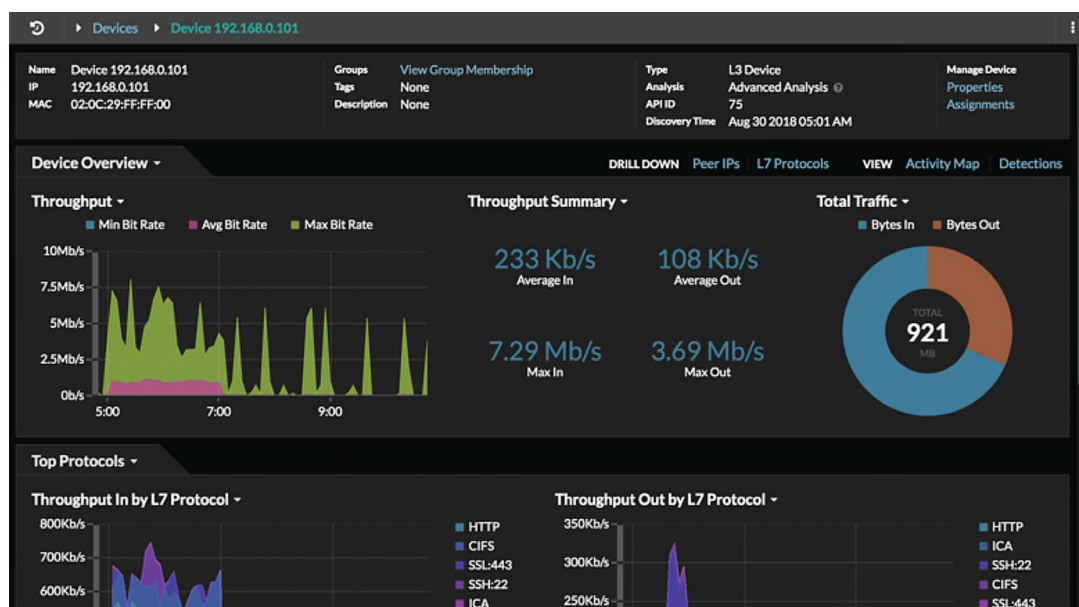 Devices Device 192.168.0.101
Name Device 192.168.0.101
IP 192.168.0.101
MAC 02:0C:29:FF:FF:00
Groups View Group Membership
Tags None
Description None
Type L3 Device
Analysis Advanced Analysis
API ID 75
Discovery Time Aug 30 2018 05:01 AM
Manage Device
Properties
Assignments
Device Overview
DRILL DOWN Peer IPs L7 Protocols VIEW Activity Map Detections
Throughput
Min Bit Rate Avg Bit Rate Max Bit Rate
10Mb/s
7.5Mb/s
5Mb/s
2.5Mb/s
0b/s
5:00 7:00 9:00
Throughput Summary
233 Kb/s 108 Kb/s
Average In Average Out
7.29 Mb/s 3.69 Mb/s
Max In Max Out
Total Traffic
Bytes In Bytes Out
TOTAL
921
MB
Top Protocols
Throughput In by L7 Protocol
800Kb/s
700Kb/s
600Kb/s
HTTP
CIFS
SSL:443
SSH:22
ICA
Throughput Out by L7 Protocol
350Kb/s
300Kb/s
250Kb/s
HTTP
ICA
SSH:22
CIFS
SSL:443